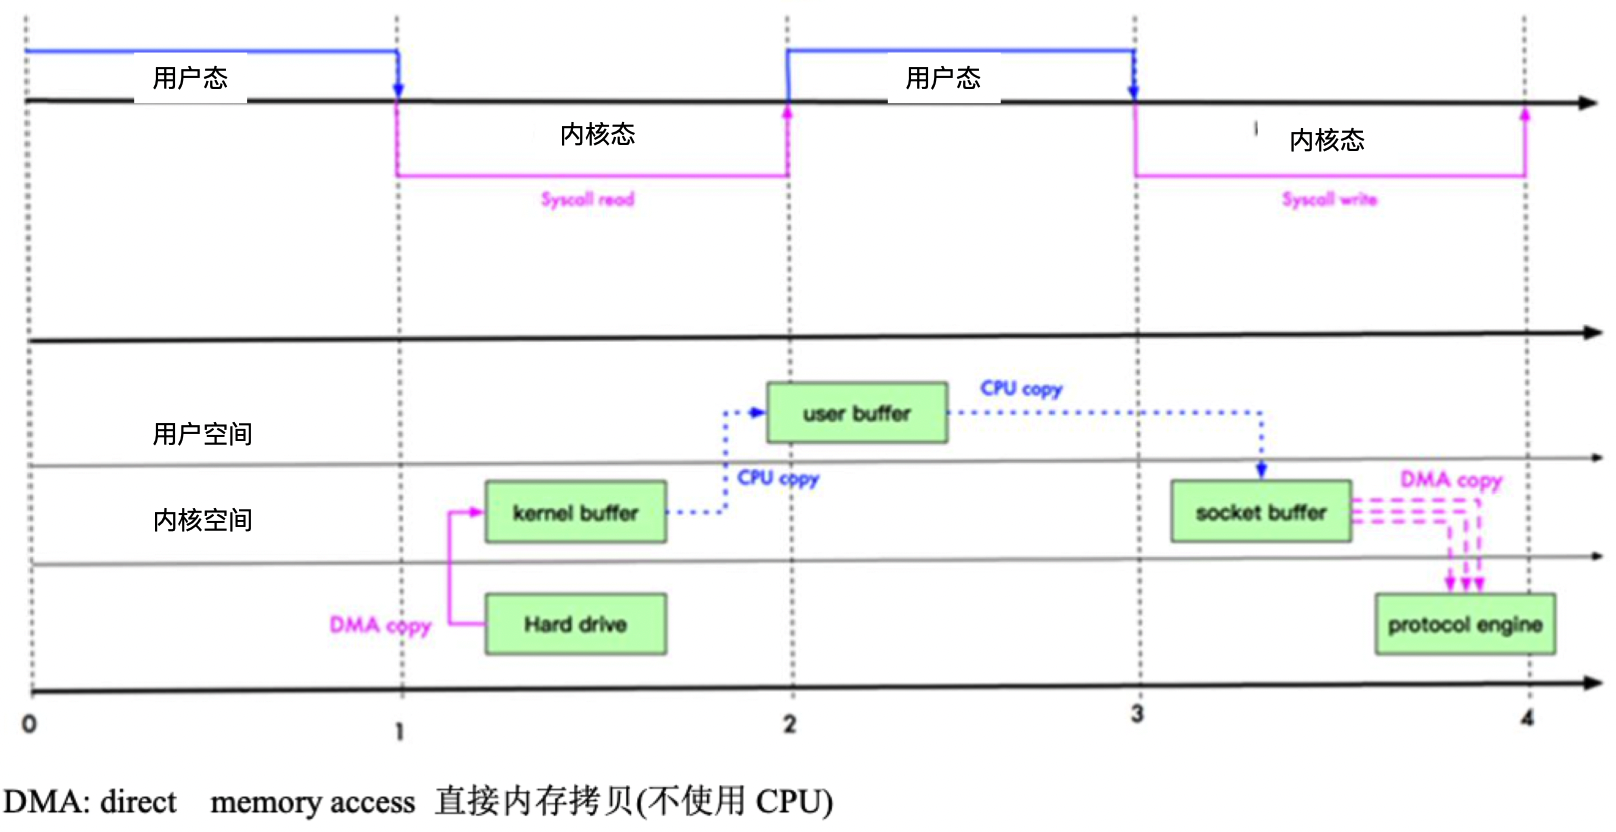 用户态
用户态
内核态
内核态
Syscall read
Syscall write
CPU copy
user buffer
用户空间
CPU copy
DMA copy
kernel buffer
socket buffer
内核空间
DMA copy
Hard drive
protocol engine
0
1
2
3
4
DMA: direct memory access 直接内存拷贝(不使用 CPU)